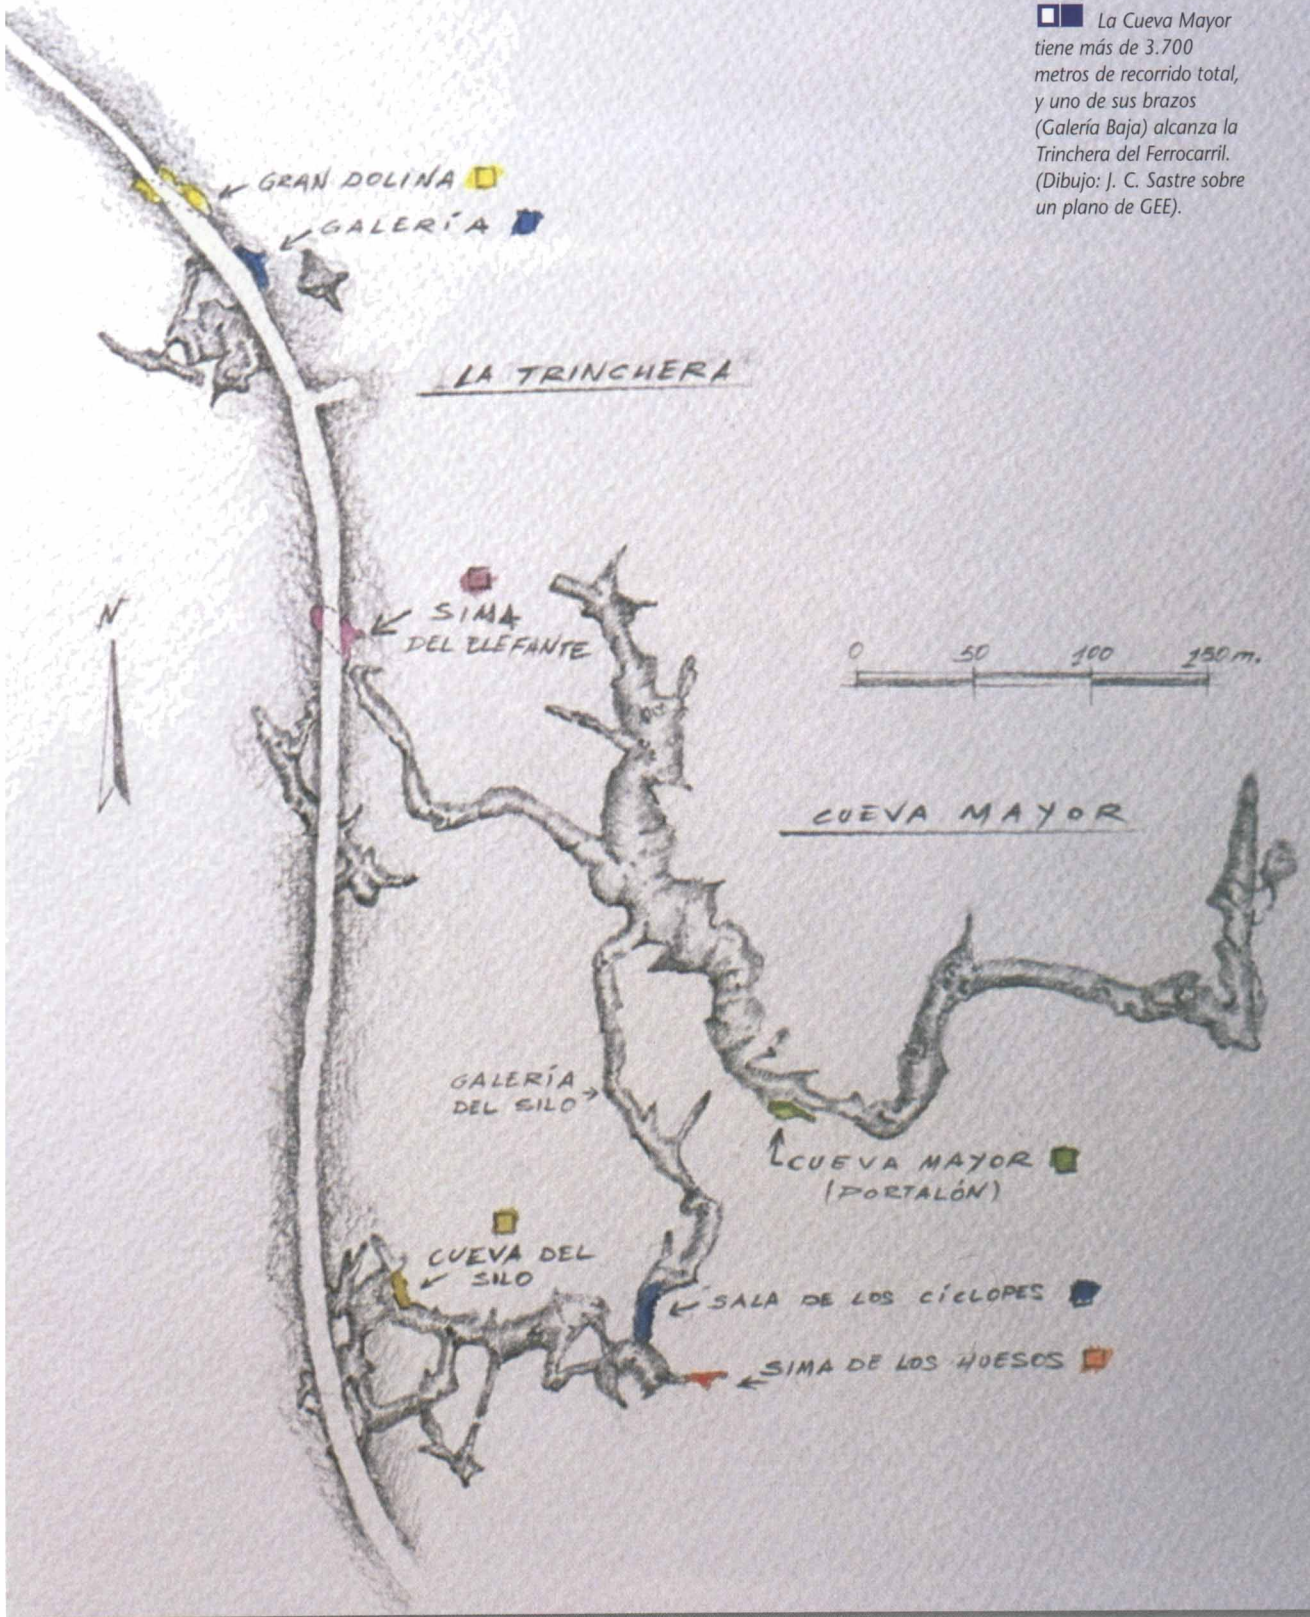 La Cueva Mayor
tiene más de 3.700
metros de recorrido total,
y uno de sus brazos
(Galería Baja) alcanza la
Trinchera del Ferrocarril.
(Dibujo: J. C. Sastre sobre
un plano de GEE).
GRAN DOLINA
GALERÍA
LA TRINCHERA
N
SIMA
DEL ELEFANTE
0 50 100 150 m.
CUEVA MAYOR
GALERÍA
DEL SILO
CUEVA MAYOR
(PORTALÓN)
CUEVA DEL
SILO
SALA DE LOS CÍCLOPES
SIMA DE LOS HUESOS